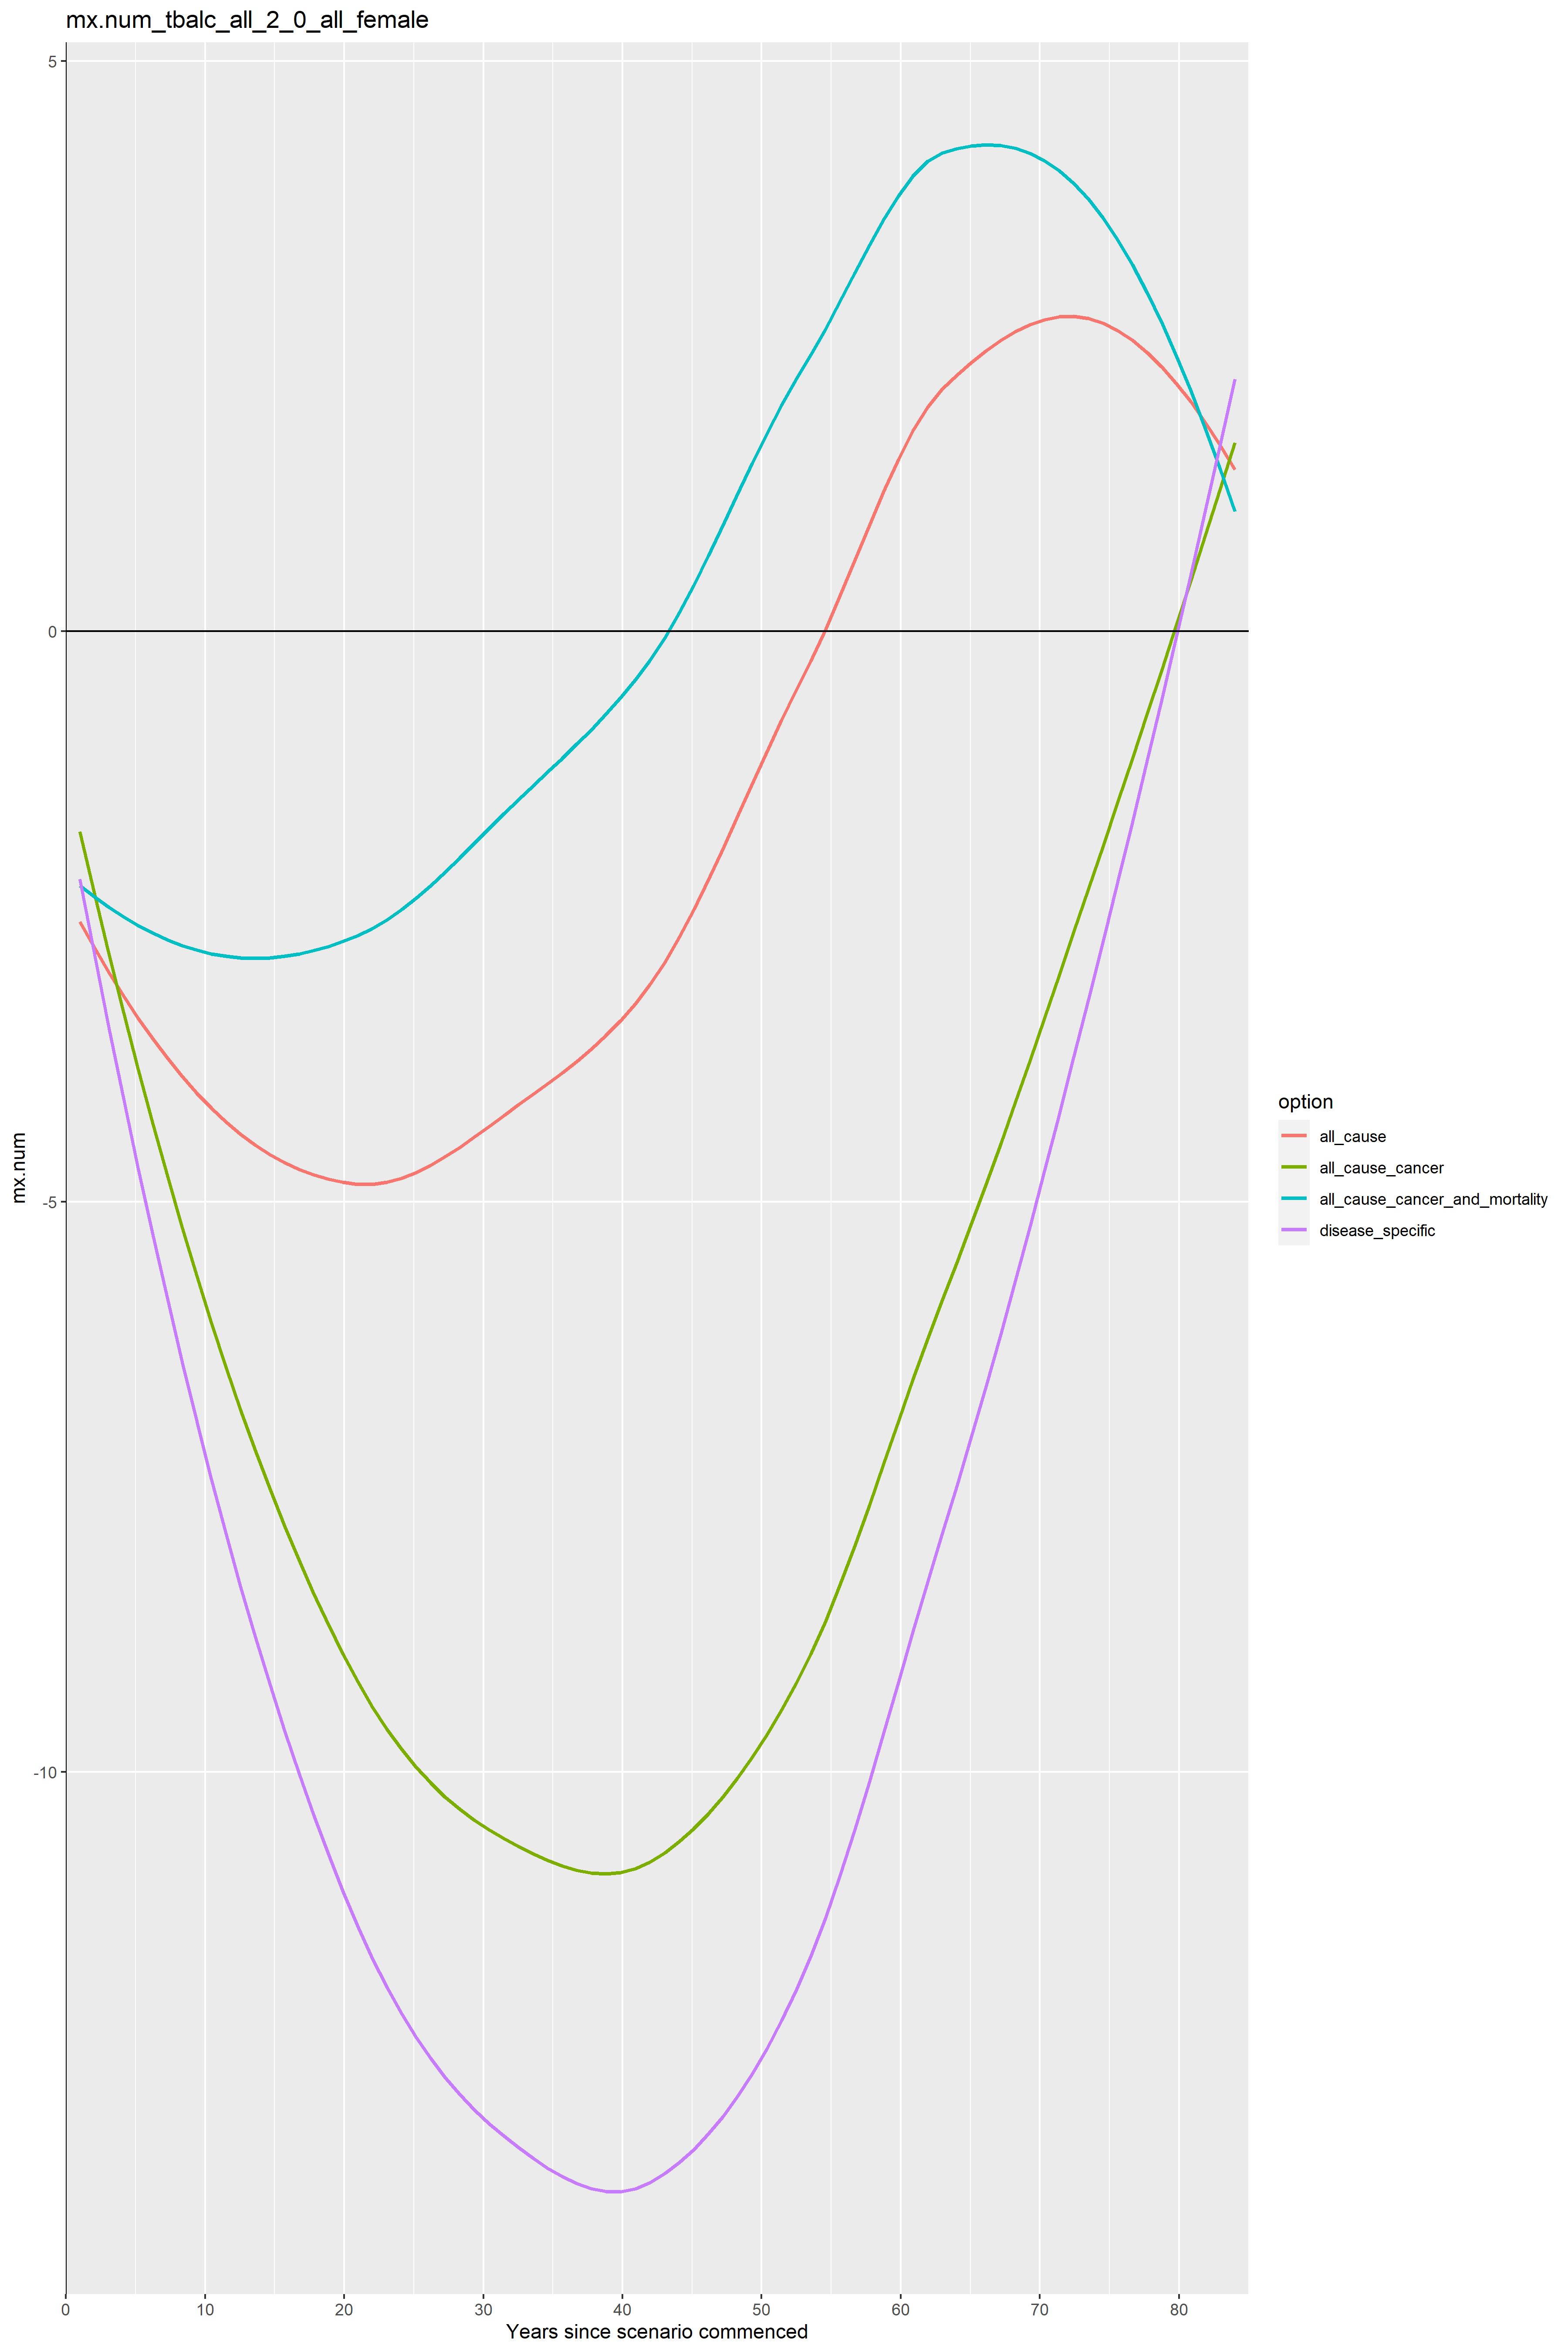 mx.num_tbalc_all_2_0_all_female
5
0
-5
-10
mx.num
0 10 20 30 40 50 60 70 80
Years since scenario commenced
option
all_cause
all_cause_cancer
all_cause_cancer_and_mortality
disease_specific